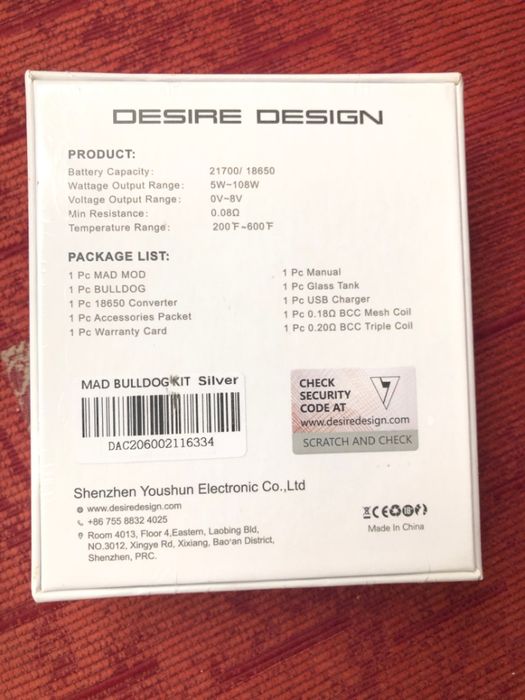 DESIRE DESIGN
PRODUCT:
Battery Capacity: 21700/ 18650
Wattage Output Range: 5W~108W
Voltage Output Range: 0V~8V
Min Resistance: 0.08Ω
Temperature Range: 200℉~600℉
PACKAGE LIST:
1 Pc MAD MOD
1 Pc BULLDOG
1 Pc 18650 Converter
1 Pc Accessories Packet
1 Pc Warranty Card
1 Pc Manual
1 Pc Glass Tank
1 Pc USB Charger
1 Pc 0.18Ω BCC Mesh Coil
1 Pc 0.20Ω BCC Triple Coil
MAD BULLDOG KIT Silver
DAC206002116334
CHECK
SECURITY
CODE AT
www.desiredesign.com
SCRATCH AND CHECK
Shenzhen Youshun Electronic Co.,Ltd
www.desiredesign.com
+86 755 8832 4025
Room 4013, Floor 4,Eastern, Laobing Bld,
NO.3012, Xingye Rd, Xixiang, Bao'an District,
Shenzhen, PRC.
Made In China